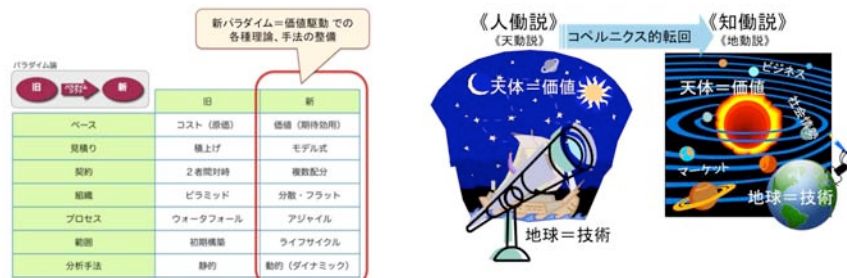 新パラダイム＝価値駆動 での
各種理論、手法の整備
パラダイム論
旧
新
旧 新
ベース コスト（原価） 価値（期待効用）
見積り 積上げ モデル式
契約 2者間対峙 複数配分
組織 ピラミッド 分散・フラット
プロセス ウォータフォール アジャイル
範囲 初期構築 ライフサイクル
分析手法 静的 動的（ダイナミック）
《人働説》
《天動説》
コペルニクス的転回
《知働説》
《地動説》
天体＝価値
地球＝技術
ビジネス
天体＝価値
マーケット
地球＝技術